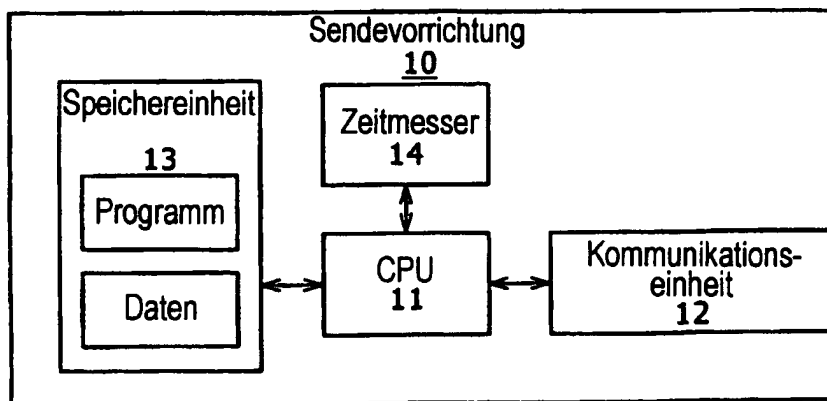 Sendevorrichtung
10
Speichereinheit
13
Programm
Daten
Zeitmesser
14
CPU
11
Kommunikations-
einheit
12